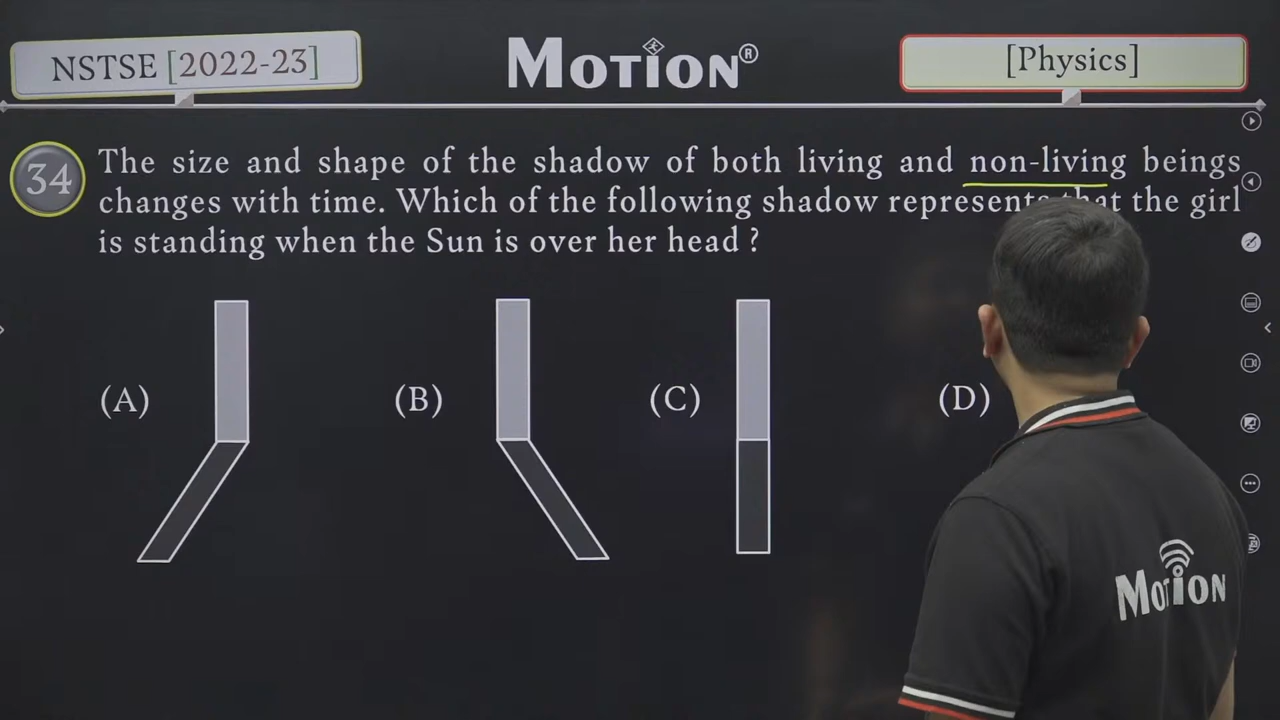 NSTSE [2022-23]
MOTION®
[Physics]
34
The size and shape of the shadow of both living and non-living beings
changes with time. Which of the following shadow represents that the girl
is standing when the Sun is over her head ?
(A)
(B)
(C)
(D)
MOTION